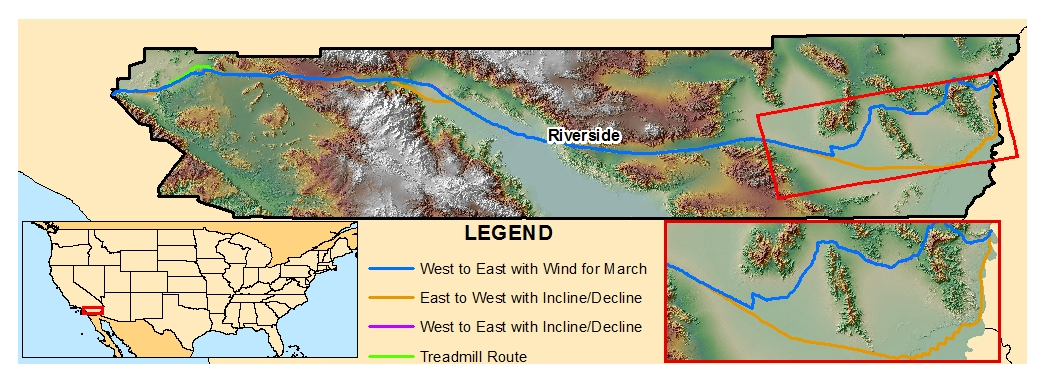 Riverside
LEGEND
West to East with Wind for March
East to West with Incline/Decline
West to East with Incline/Decline
Treadmill Route